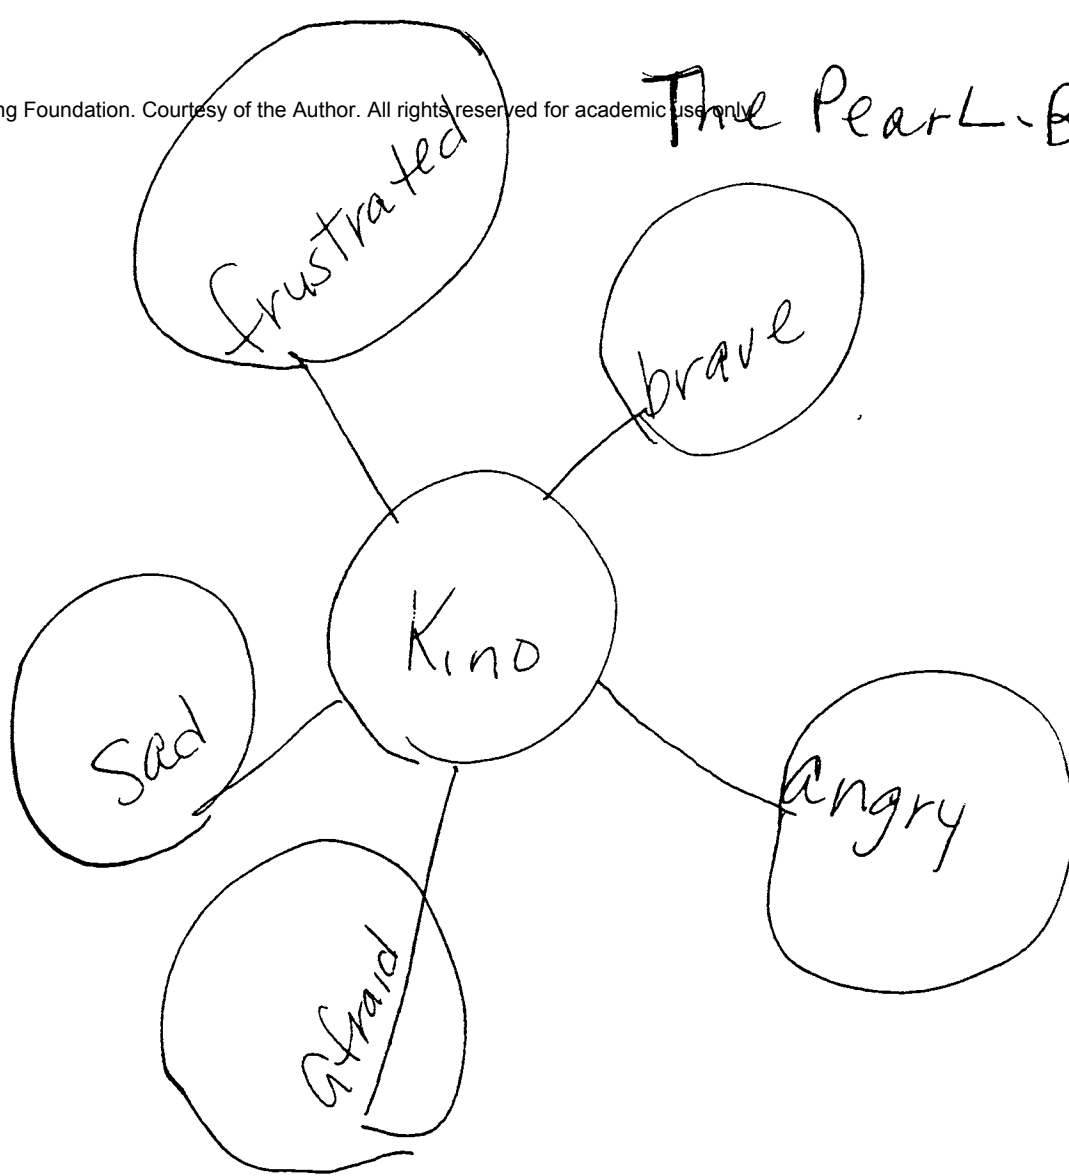 ng Foundation. Courtesy of the Author. All rights reserved for academic use only.
The Pearl.
frustrated
brave
Kino
sad
angry
afraid